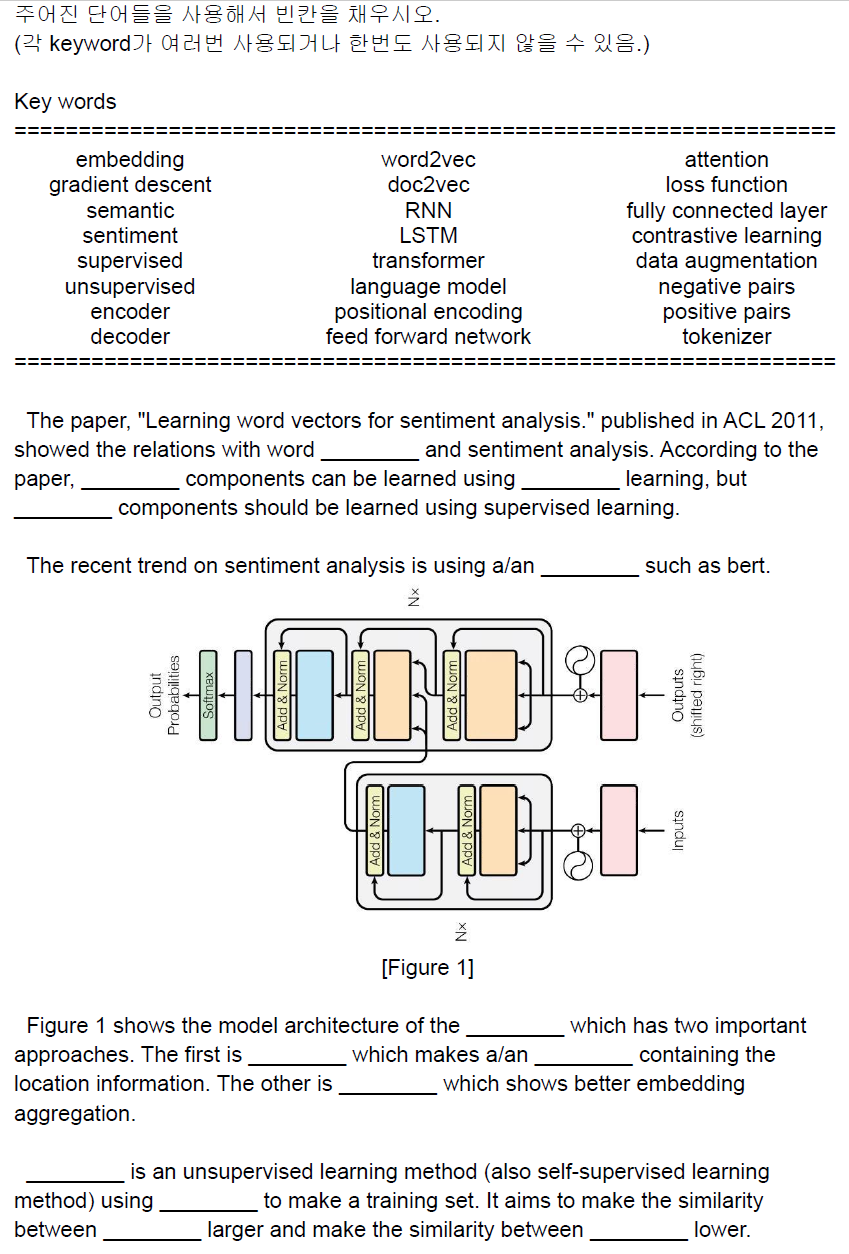 주어진 단어들을 사용해서 빈칸을 채우시오.
(각 keyword가 여러번 사용되거나 한번도 사용되지 않을 수 있음.)
Key words
================================================================
embedding word2vec attention
gradient descent doc2vec loss function
semantic RNN fully connected layer
sentiment LSTM contrastive learning
supervised transformer data augmentation
unsupervised language model negative pairs
encoder positional encoding positive pairs
decoder feed forward network tokenizer
================================================================
The paper, "Learning word vectors for sentiment analysis." published in ACL 2011,
showed the relations with word ________ and sentiment analysis. According to the
paper, ________ components can be learned using ________ learning, but
________ components should be learned using supervised learning.
The recent trend on sentiment analysis is using a/an ________ such as bert.
N×
Output
Probabilities
Softmax
Add & Norm
Add & Norm
Add & Norm
Outputs
(shifted right)
Add & Norm
Add & Norm
Inputs
N×
[Figure 1]
Figure 1 shows the model architecture of the ________ which has two important
approaches. The first is ________ which makes a/an ________ containing the
location information. The other is ________ which shows better embedding
aggregation.
________ is an unsupervised learning method (also self-supervised learning
method) using ________ to make a training set. It aims to make the similarity
between ________ larger and make the similarity between ________ lower.